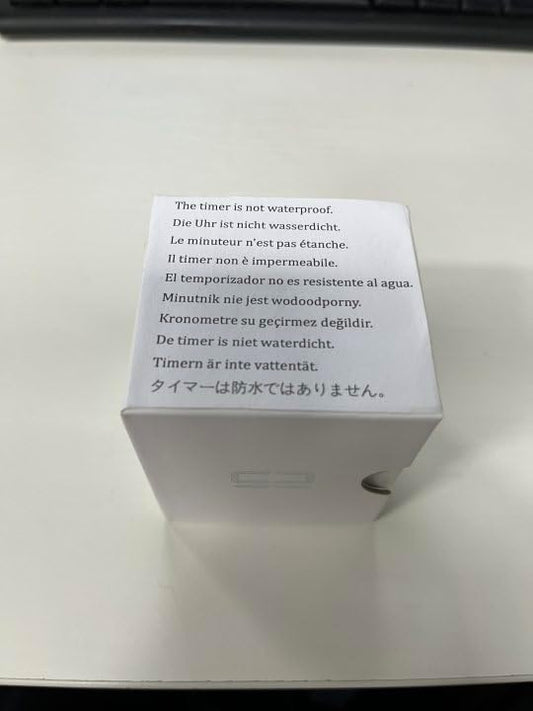 The timer is not waterproof.
Die Uhr ist nicht wasserdicht.
Le minuteur n'est pas étanche.
Il timer non è impermeabile.
El temporizador no es resistente al agua.
Minutnik nie jest wodoodporny.
Kronometre su geçirmez değildir.
De timer is niet waterdicht.
Timern är inte vattentät.
タイマーは防水ではありません。